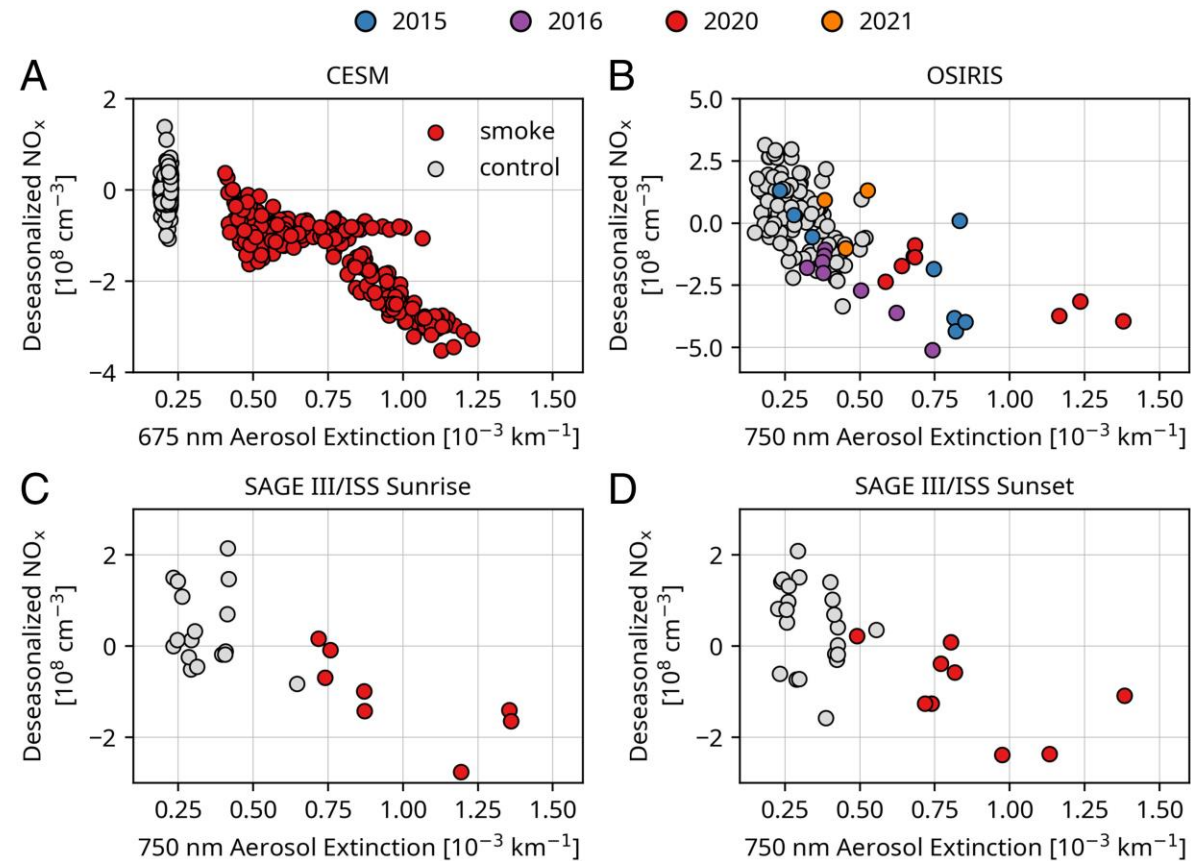 2015 2016 2020 2021
A CESM
Deseasonalized NOₓ
[10⁸ cm⁻³]
2
0
−2
−4
smoke
control
0.25 0.50 0.75 1.00 1.25 1.50
675 nm Aerosol Extinction [10⁻³ km⁻¹]
B OSIRIS
Deseasonalized NOₓ
[10⁸ cm⁻³]
5.0
2.5
0.0
−2.5
−5.0
0.25 0.50 0.75 1.00 1.25 1.50
750 nm Aerosol Extinction [10⁻³ km⁻¹]
C SAGE III/ISS Sunrise
Deseasonalized NOₓ
[10⁸ cm⁻³]
2
0
−2
0.25 0.50 0.75 1.00 1.25 1.50
750 nm Aerosol Extinction [10⁻³ km⁻¹]
D SAGE III/ISS Sunset
Deseasonalized NOₓ
[10⁸ cm⁻³]
2
0
−2
0.25 0.50 0.75 1.00 1.25 1.50
750 nm Aerosol Extinction [10⁻³ km⁻¹]